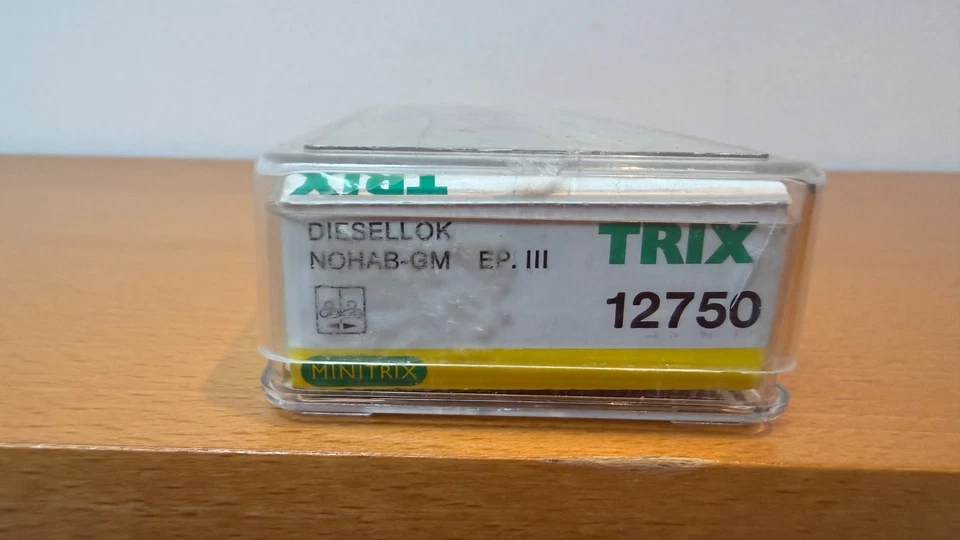 TRIX
DIESELLOK
TRIX
NOHAB-GM EP. III
12750
MINITRIX